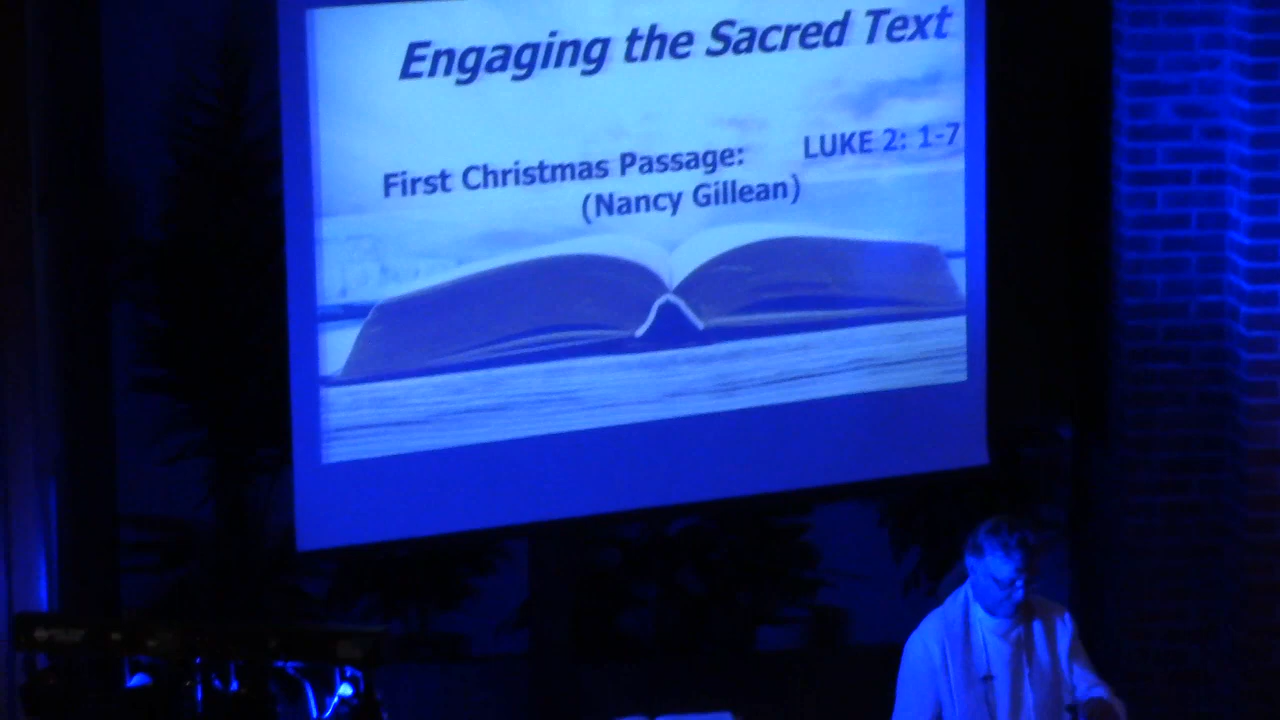 Engaging the Sacred Text
First Christmas Passage: LUKE 2: 1-7
(Nancy Gillean)